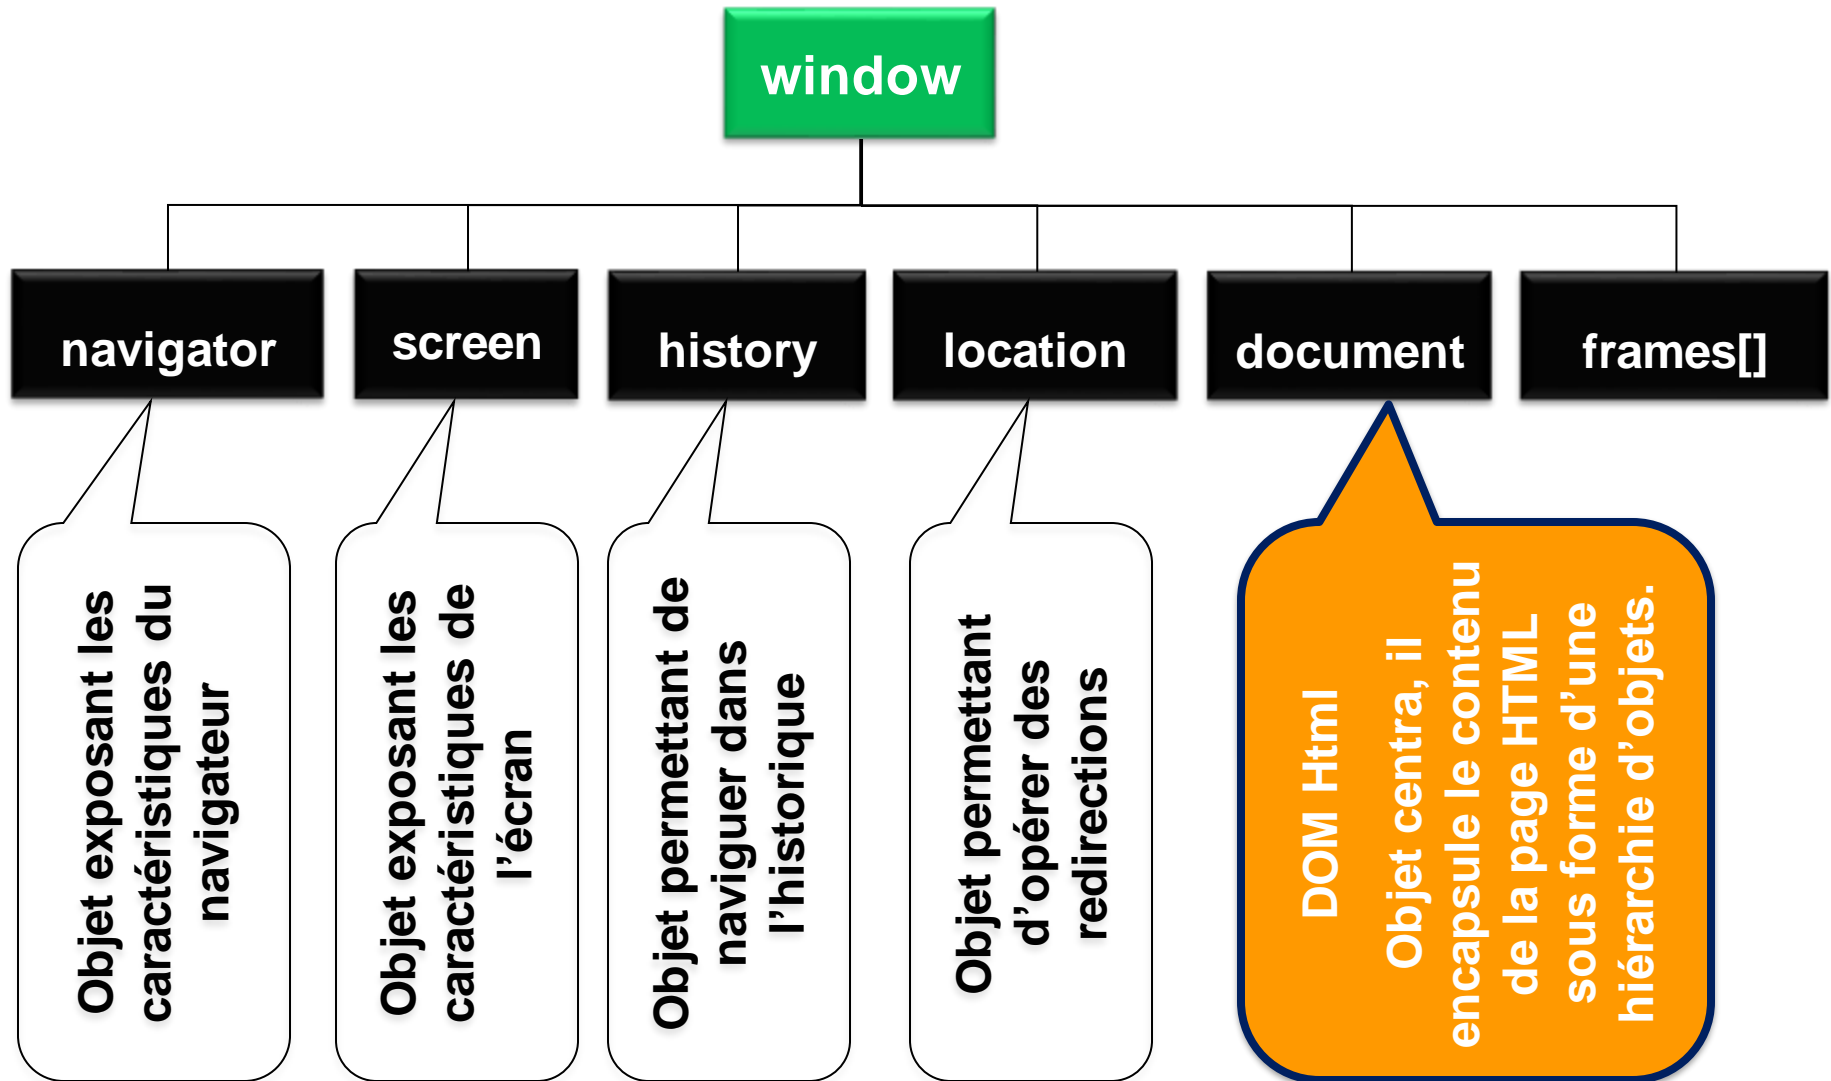 window
navigator
screen
history
location
document
frames[]
Objet exposant les
caractéristiques du
navigateur
Objet exposant les
caractéristiques de
l'écran
Objet permettant de
naviguer dans
l'historique
Objet permettant
d'opérer des
redirections
DOM Html
Objet centra, il
encapsule le contenu
de la page HTML
sous forme d'une
hiérarchie d'objets.